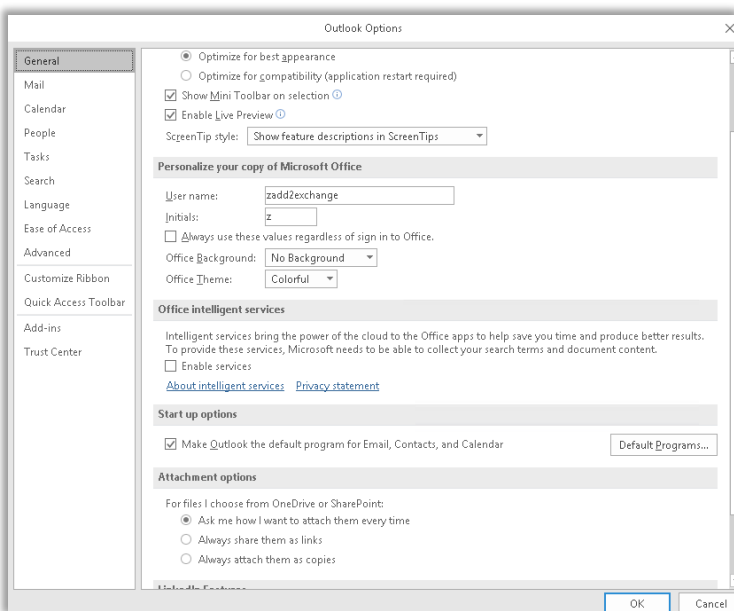 Outlook Options
General
Mail
Calendar
People
Tasks
Search
Language
Ease of Access
Advanced
Customize Ribbon
Quick Access Toolbar
Add-ins
Trust Center
Optimize for best appearance
Optimize for compatibility (application restart required)
Show Mini Toolbar on selection
Enable Live Preview
ScreenTip style: Show feature descriptions in ScreenTips
Personalize your copy of Microsoft Office
User name: zadd2exchange
Initials: z
Always use these values regardless of sign in to Office.
Office Background: No Background
Office Theme: Colorful
Office intelligent services
Intelligent services bring the power of the cloud to the Office apps to help save you time and produce better results.
To provide these services, Microsoft needs to be able to collect your search terms and document content.
Enable services
About intelligent services Privacy statement
Start up options
Make Outlook the default program for Email, Contacts, and Calendar Default Programs...
Attachment options
For files I choose from OneDrive or SharePoint:
Ask me how I want to attach them every time
Always share them as links
Always attach them as copies
LinkedIn Features
OK Cancel